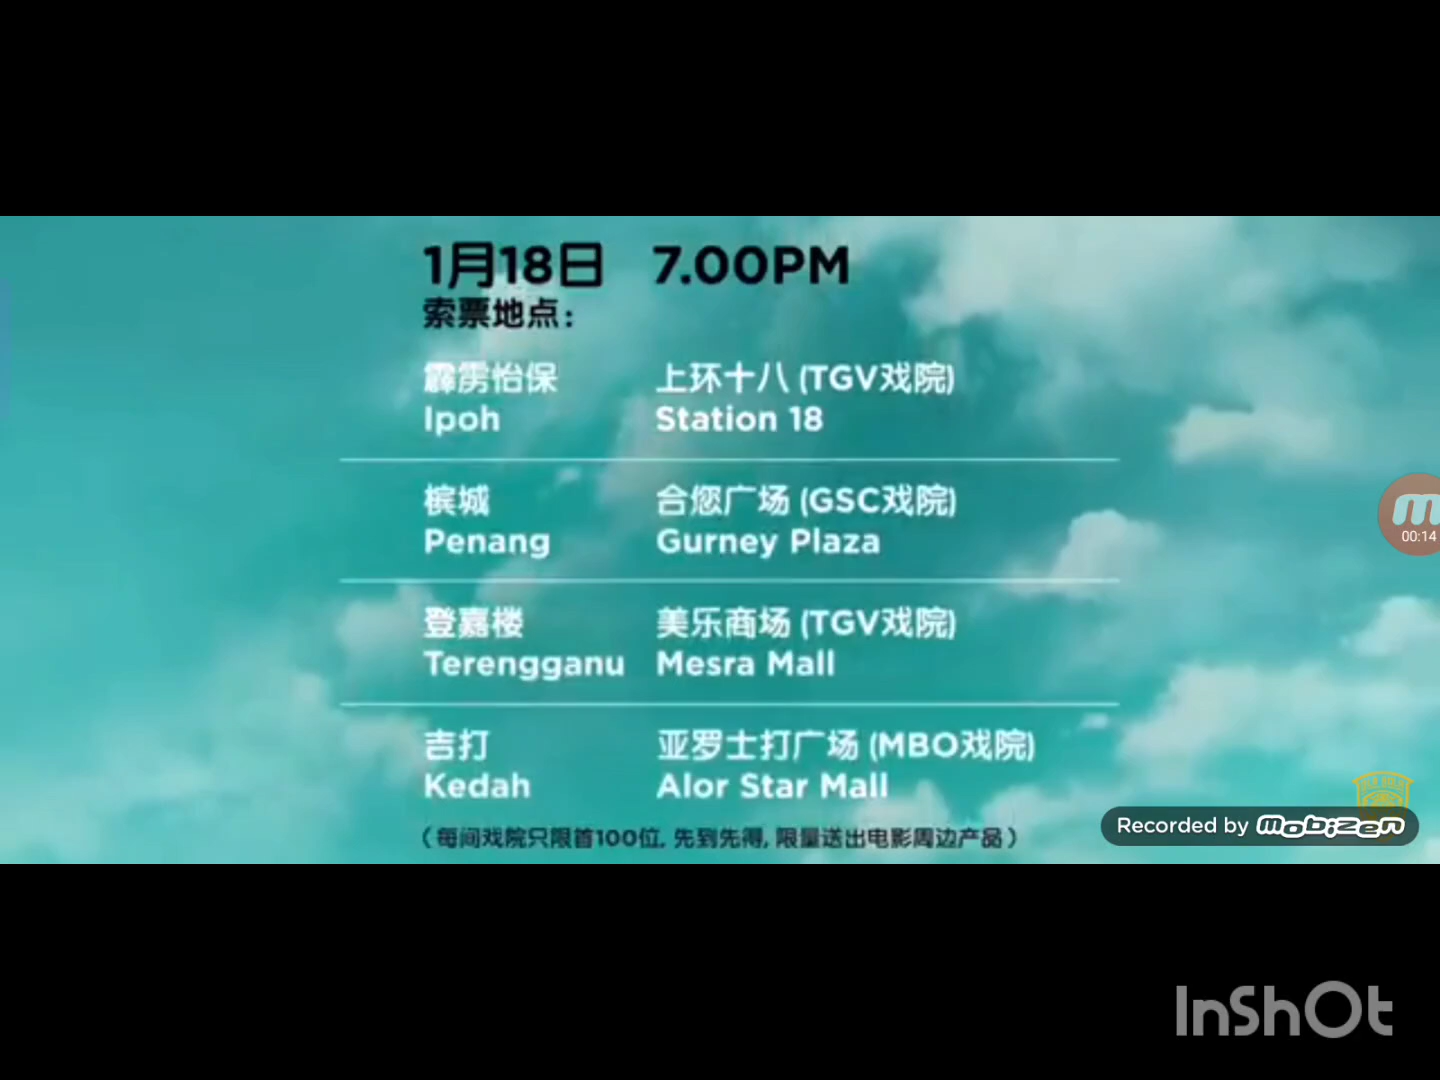 1月18日 7.00PM
索票地点:
霹雳怡保 上环十八 (TGV戏院)
Ipoh Station 18
槟城 合您广场 (GSC戏院)
Penang Gurney Plaza
登嘉楼 美乐商场 (TGV戏院)
Terengganu Mesra Mall
吉打 亚罗士打广场 (MBO戏院)
Kedah Alor Star Mall
(每间戏院只限首100位, 先到先得, 限量送出电影周边产品)
00:14
Recorded by mobizen
InShOt